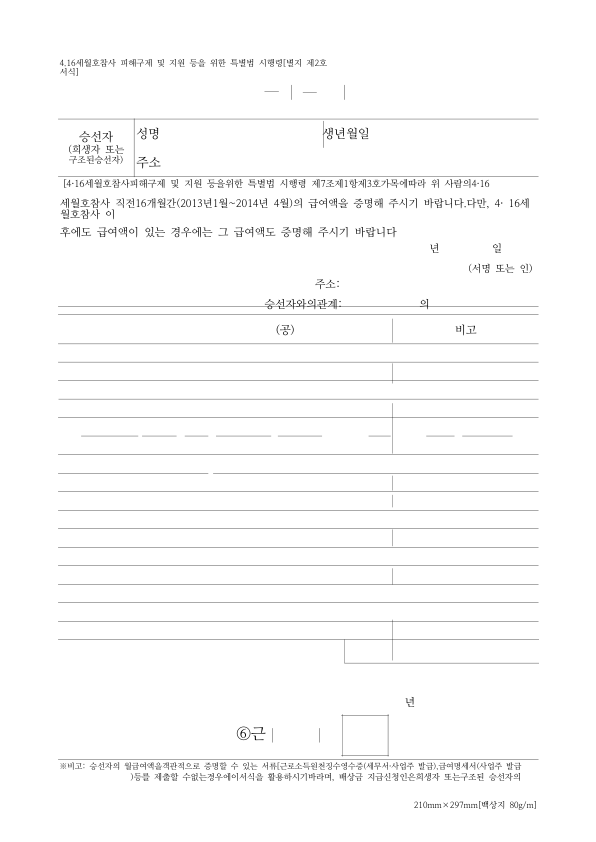 4.16세월호참사 피해구제 및 지원 등을 위한 특별법 시행령[별지 제2호
서식]
승선자
(희생자 또는
구조된승선자)
성명 생년월일
주소
[4·16세월호참사피해구제 및 지원 등을위한 특별법 시행령 제7조제1항제3호가목에따라 위 사람의4·16
세월호참사 직전16개월간(2013년1월~2014년 4월)의 급여액을 증명해 주시기 바랍니다.다만, 4· 16세
월호참사 이
후에도 급여액이 있는 경우에는 그 급여액도 증명해 주시기 바랍니다
년 일
(서명 또는 인)
주소:
승선자와의관계: 의
(공) 비고
년
⑥근
※비고: 승선자의 월급여액을객관적으로 증명할 수 있는 서류[근로소득원천징수영수증(세무서·사업주 발급),급여명세서(사업주 발급
)등를 제출할 수없는경우에이서식을 활용하시기바라며, 배상금 지급신청인은희생자 또는구조된 승선자의
210mm×297mm[백상지 80g/m]